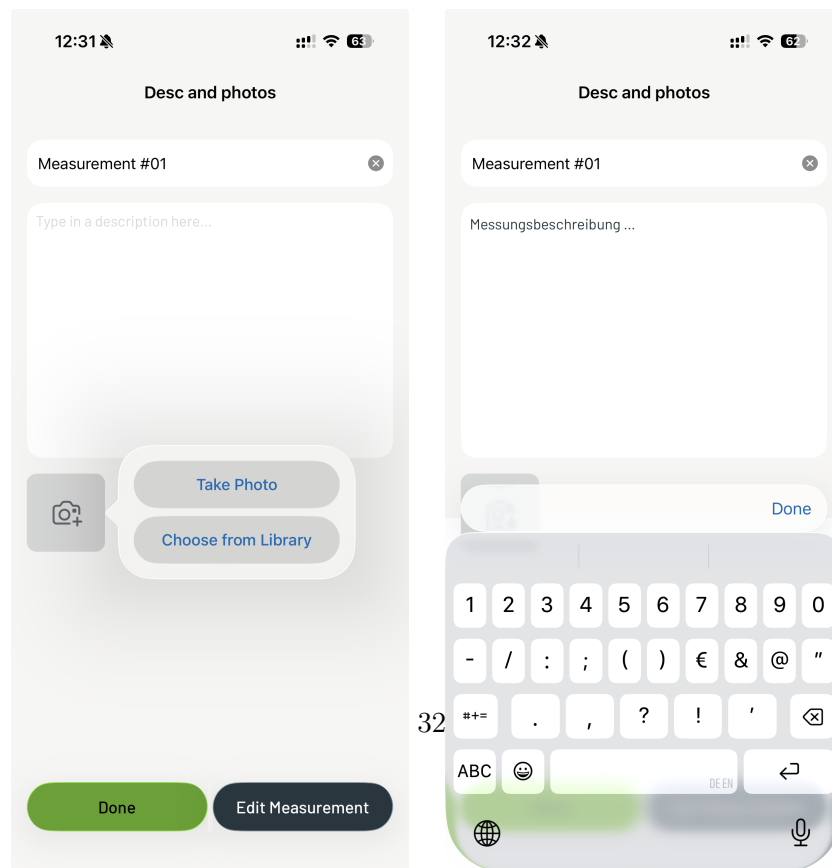 12:31
63
Desc and photos
Measurement #01
Type in a description here...
Take Photo
Choose from Library
Done
Edit Measurement
32
12:32
62
Desc and photos
Measurement #01
Messungsbeschreibung ...
Done
1 2 3 4 5 6 7 8 9 0
- / : ; ( ) € & @ "
#+= . , ? ! '
ABC
DE EN